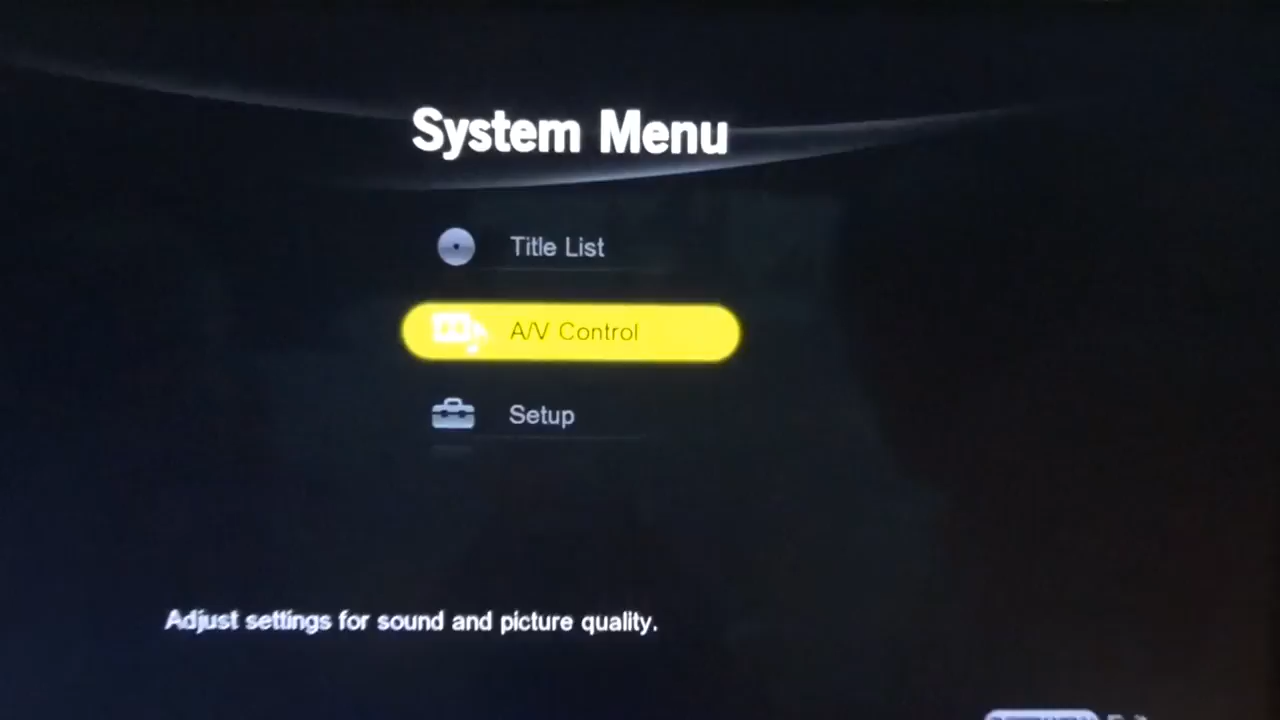 System Menu
Title List
A/V Control
Setup
Adjust settings for sound and picture quality.